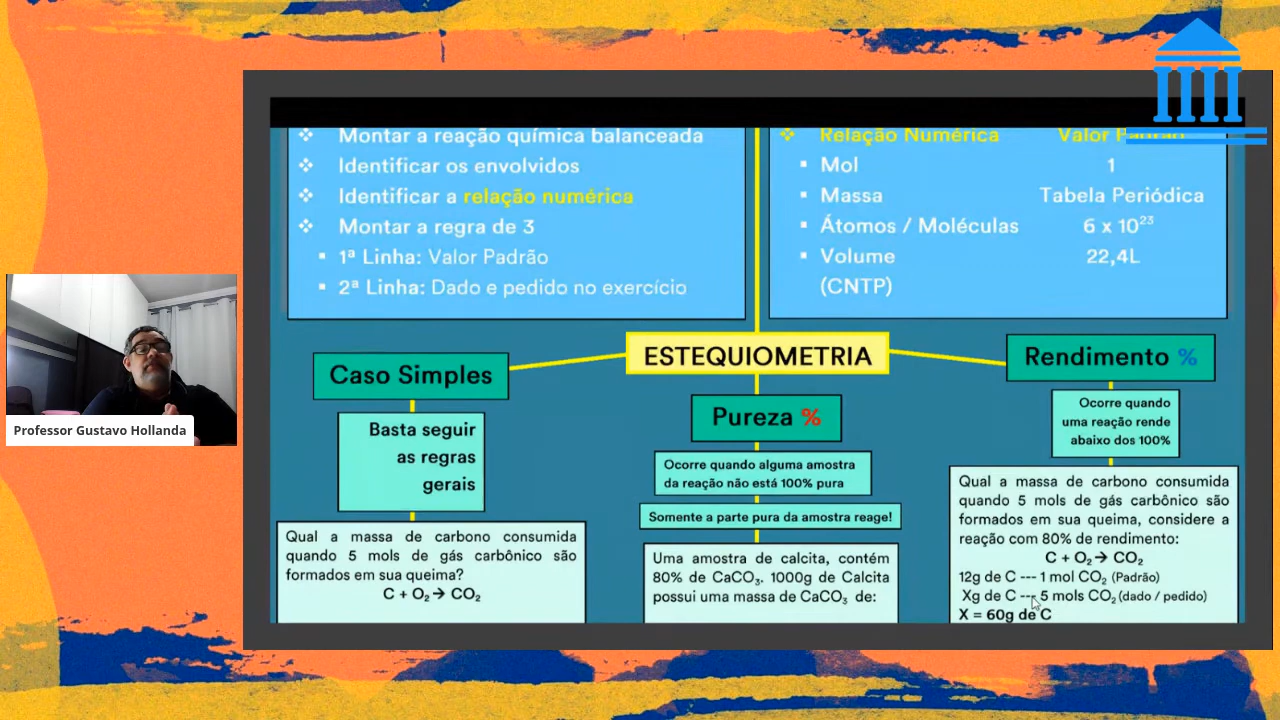 Montar a reação química balanceada
Identificar os envolvidos
Identificar a relação numérica
Montar a regra de 3
1ª Linha: Valor Padrão
2ª Linha: Dado e pedido no exercício
Relação Numérica Valor Padrão
Mol 1
Massa Tabela Periódica
Átomos / Moléculas 6 x 10²³
Volume 22,4L
(CNTP)
ESTEQUIOMETRIA
Caso Simples
Basta seguir
as regras
gerais
Qual a massa de carbono consumida
quando 5 mols de gás carbônico são
formados em sua queima?
C + O₂ → CO₂
Pureza %
Ocorre quando alguma amostra
da reação não está 100% pura
Somente a parte pura da amostra reage!
Uma amostra de calcita, contém
80% de CaCO₃. 1000g de Calcita
possui uma massa de CaCO₃ de:
Rendimento %
Ocorre quando
uma reação rende
abaixo dos 100%
Qual a massa de carbono consumida
quando 5 mols de gás carbônico são
formados em sua queima, considere a
reação com 80% de rendimento:
C + O₂ → CO₂
12g de C --- 1 mol CO₂ (Padrão)
Xg de C --- 5 mols CO₂ (dado / pedido)
X = 60g de C
Professor Gustavo Hollanda